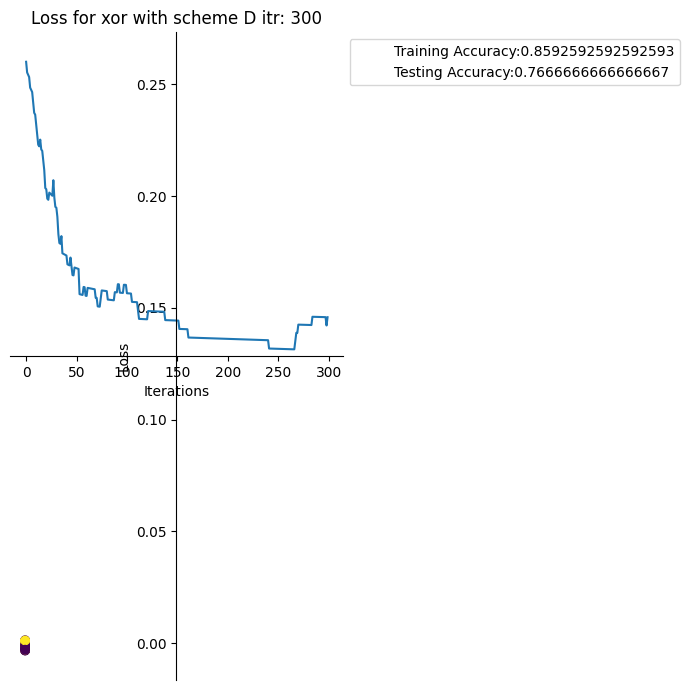 Loss for xor with scheme D itr: 300
Training Accuracy:0.8592592592592593
Testing Accuracy:0.7666666666666667
0.25
0.20
0.15
Loss
0 50 100 150 200 250 300
Iterations
0.10
0.05
0.00